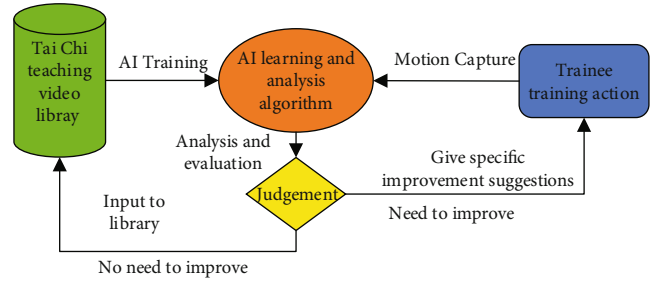 Tai Chi
teaching
video
libray
AI Training
AI learning and
analysis
algorithm
Motion Capture
Trainee
training action
Analysis and
evaluation
Judgement
Give specific
improvement suggestions
Need to improve
Input to
library
No need to improve